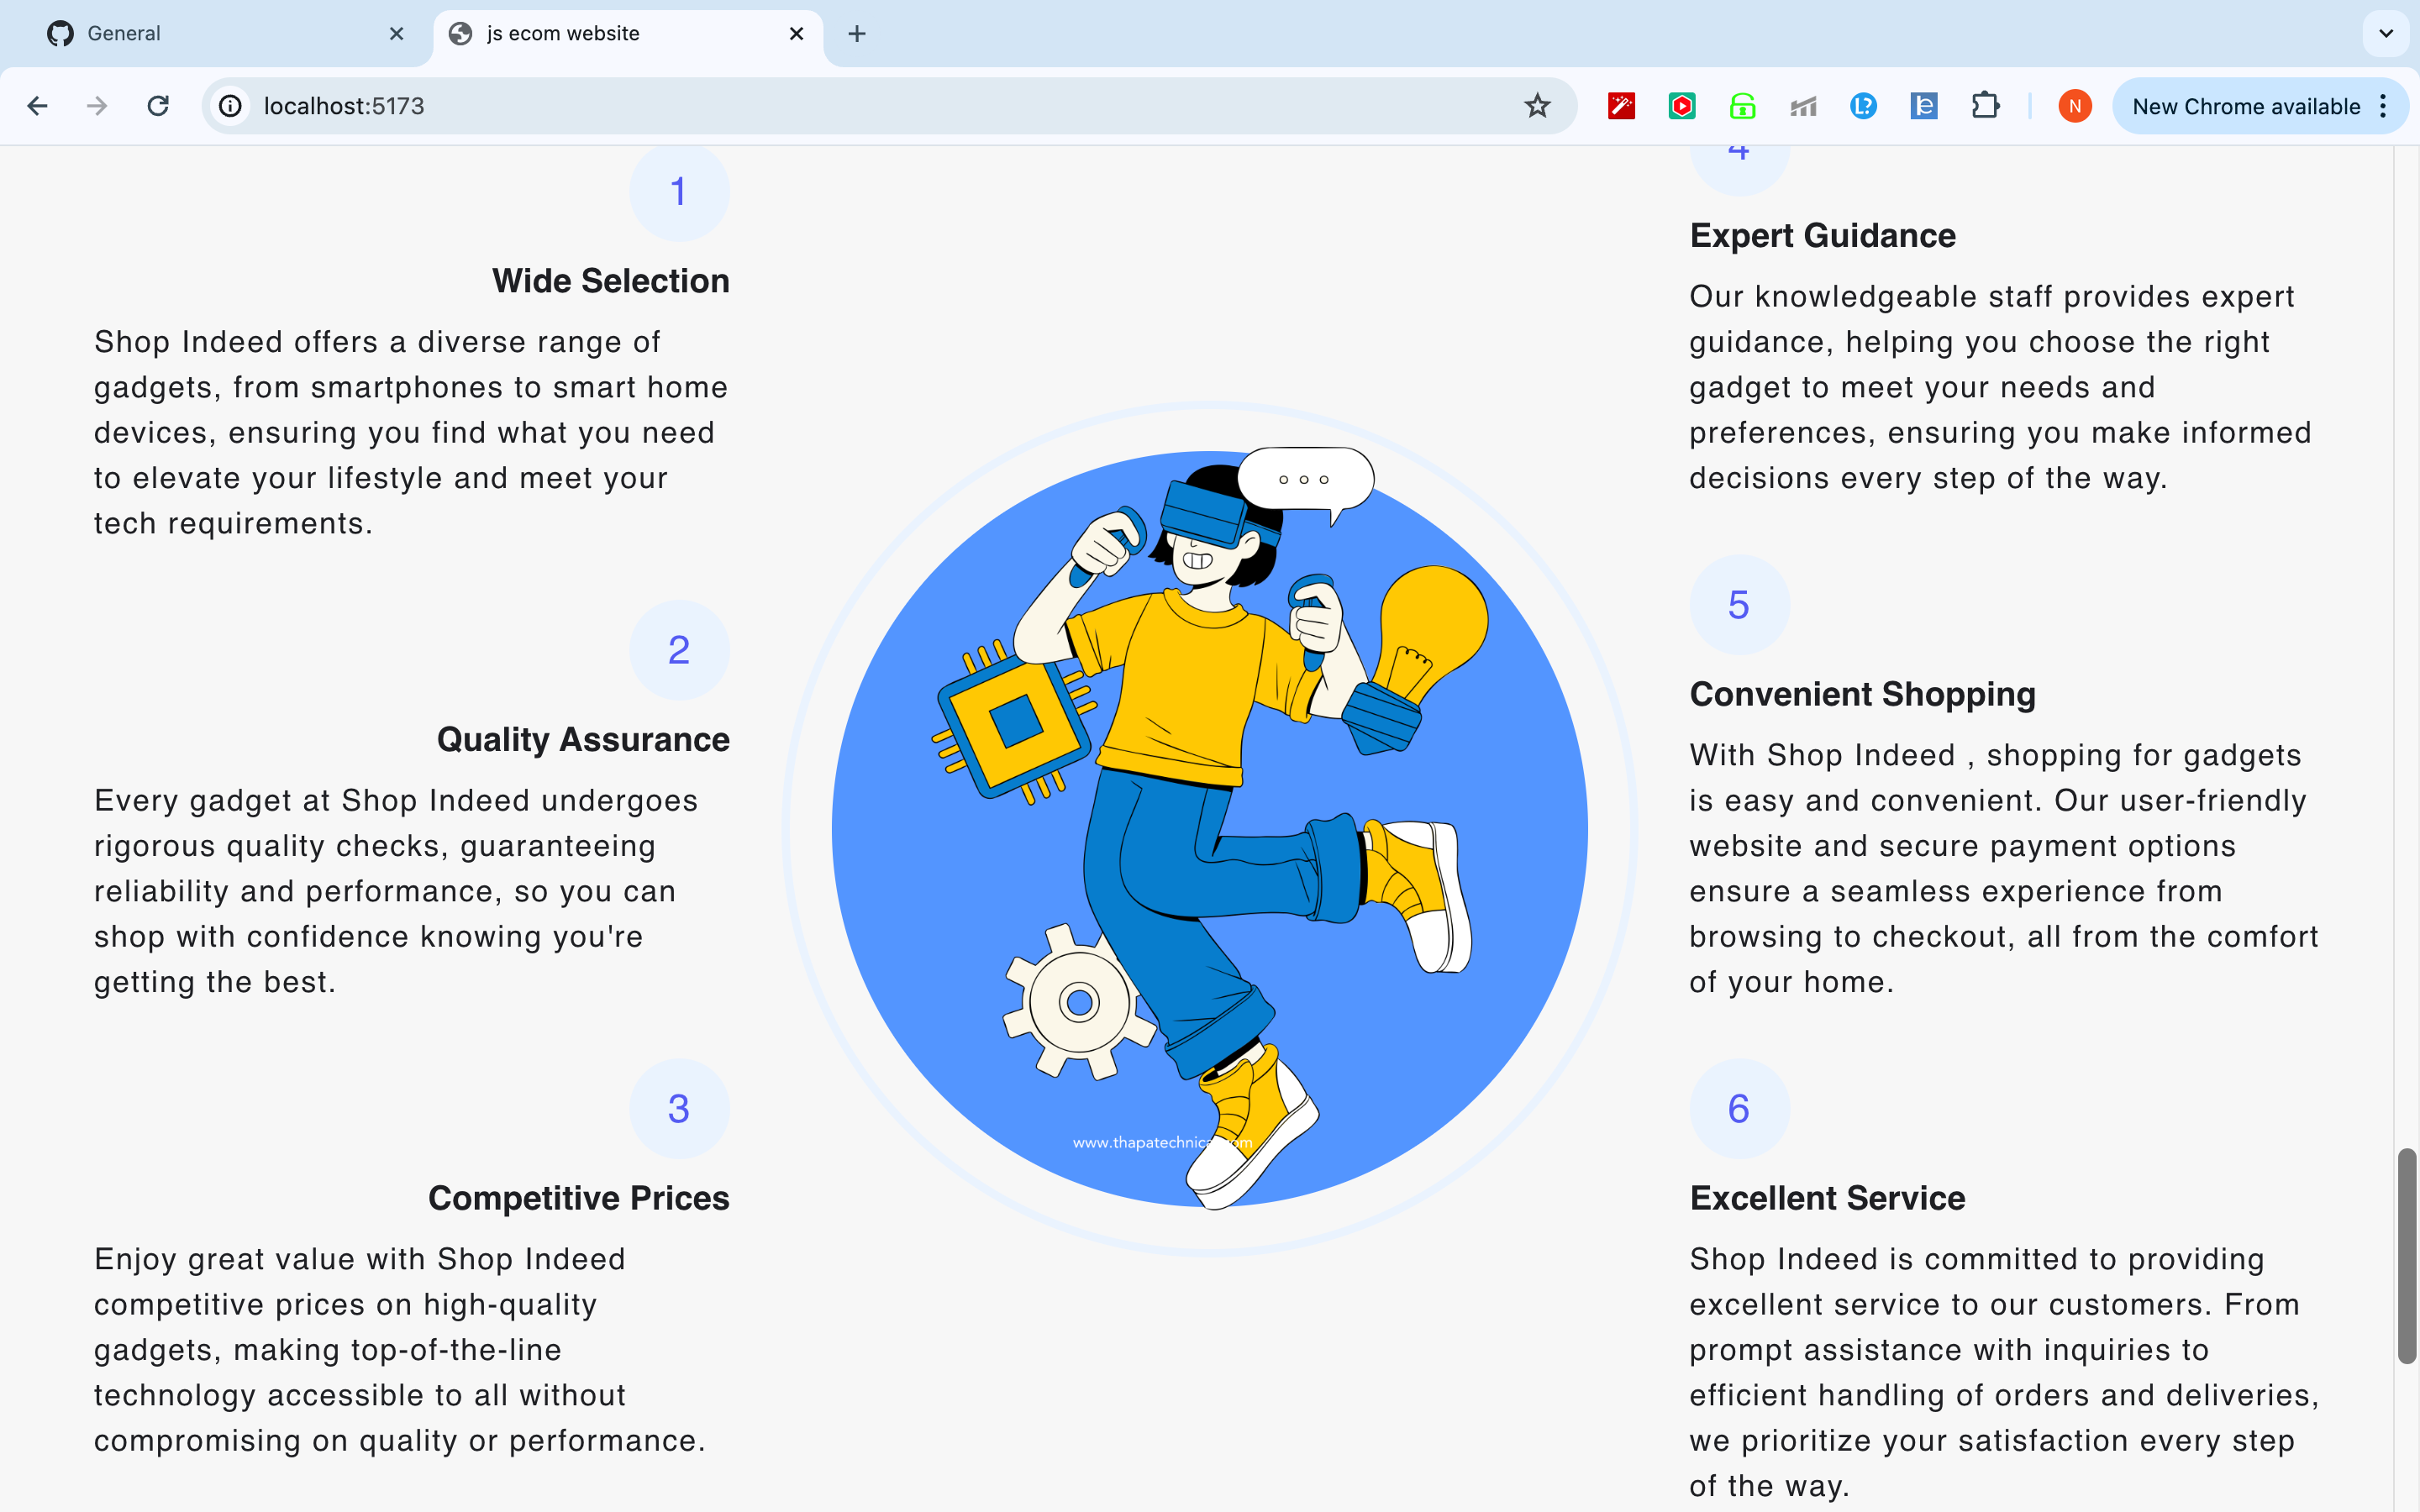 General
js ecom website
localhost:5173
N
New Chrome available
1
Wide Selection
Shop Indeed offers a diverse range of
gadgets, from smartphones to smart home
devices, ensuring you find what you need
to elevate your lifestyle and meet your
tech requirements.
2
Quality Assurance
Every gadget at Shop Indeed undergoes
rigorous quality checks, guaranteeing
reliability and performance, so you can
shop with confidence knowing you're
getting the best.
3
Competitive Prices
Enjoy great value with Shop Indeed
competitive prices on high-quality
gadgets, making top-of-the-line
technology accessible to all without
compromising on quality or performance.
4
Expert Guidance
Our knowledgeable staff provides expert
guidance, helping you choose the right
gadget to meet your needs and
preferences, ensuring you make informed
decisions every step of the way.
5
Convenient Shopping
With Shop Indeed , shopping for gadgets
is easy and convenient. Our user-friendly
website and secure payment options
ensure a seamless experience from
browsing to checkout, all from the comfort
of your home.
6
Excellent Service
Shop Indeed is committed to providing
excellent service to our customers. From
prompt assistance with inquiries to
efficient handling of orders and deliveries,
we prioritize your satisfaction every step
of the way.